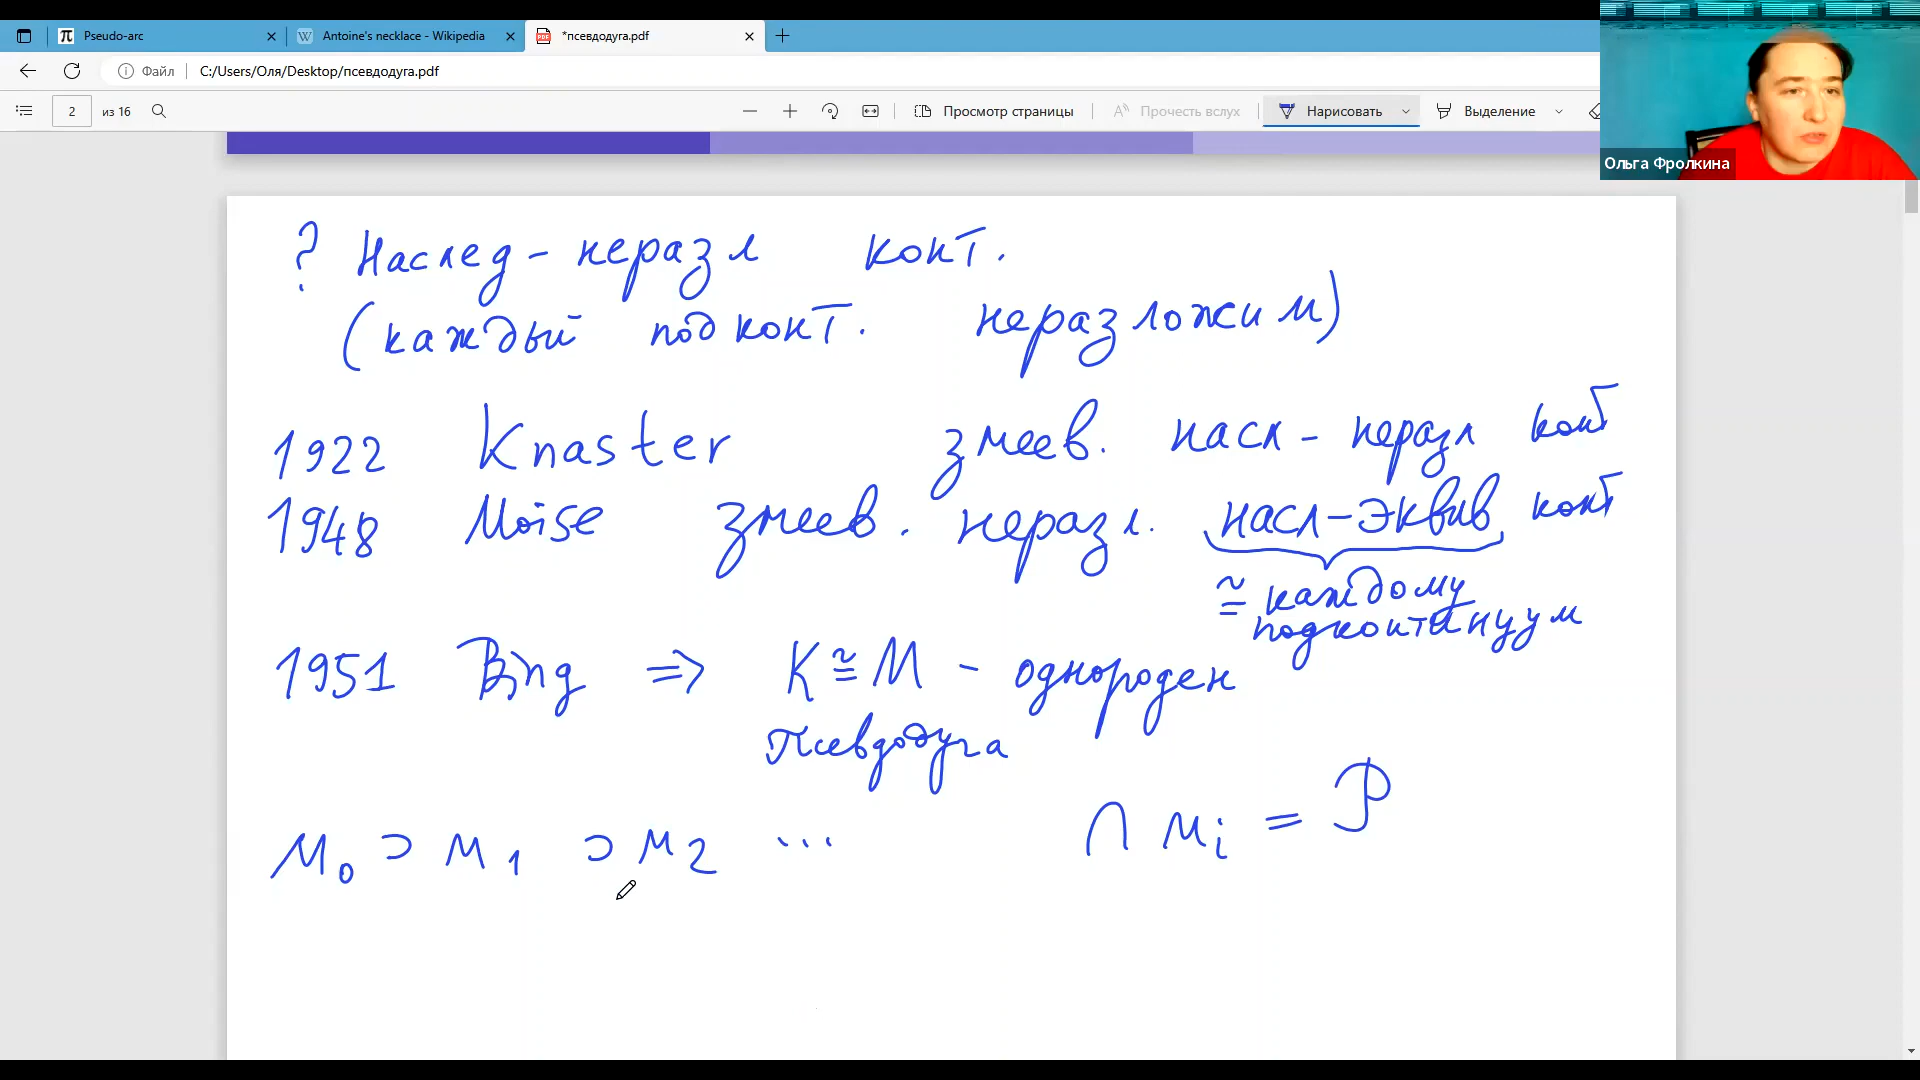 Pseudo-arc
Antoine's necklace - Wikipedia
*псевдодуга.pdf
Файл
C:/Users/Оля/Desktop/псевдодуга.pdf
2 из 16
Просмотр страницы
Прочесть вслух
Нарисовать
Выделение
Ольга Фролкина
? Наслед-неразл конт.
(каждый подконт. неразложим)
1922 Knaster змеев. насл-неразл конт
1948 Moise змеев. неразл. насл-эквив конт
≅ каждому
подконтинуум
1951 Bing ⇒ K ≅ M - однороден
псевдодуга
M₀ ⊃ M₁ ⊃ M₂ ... ∩ Mᵢ = P